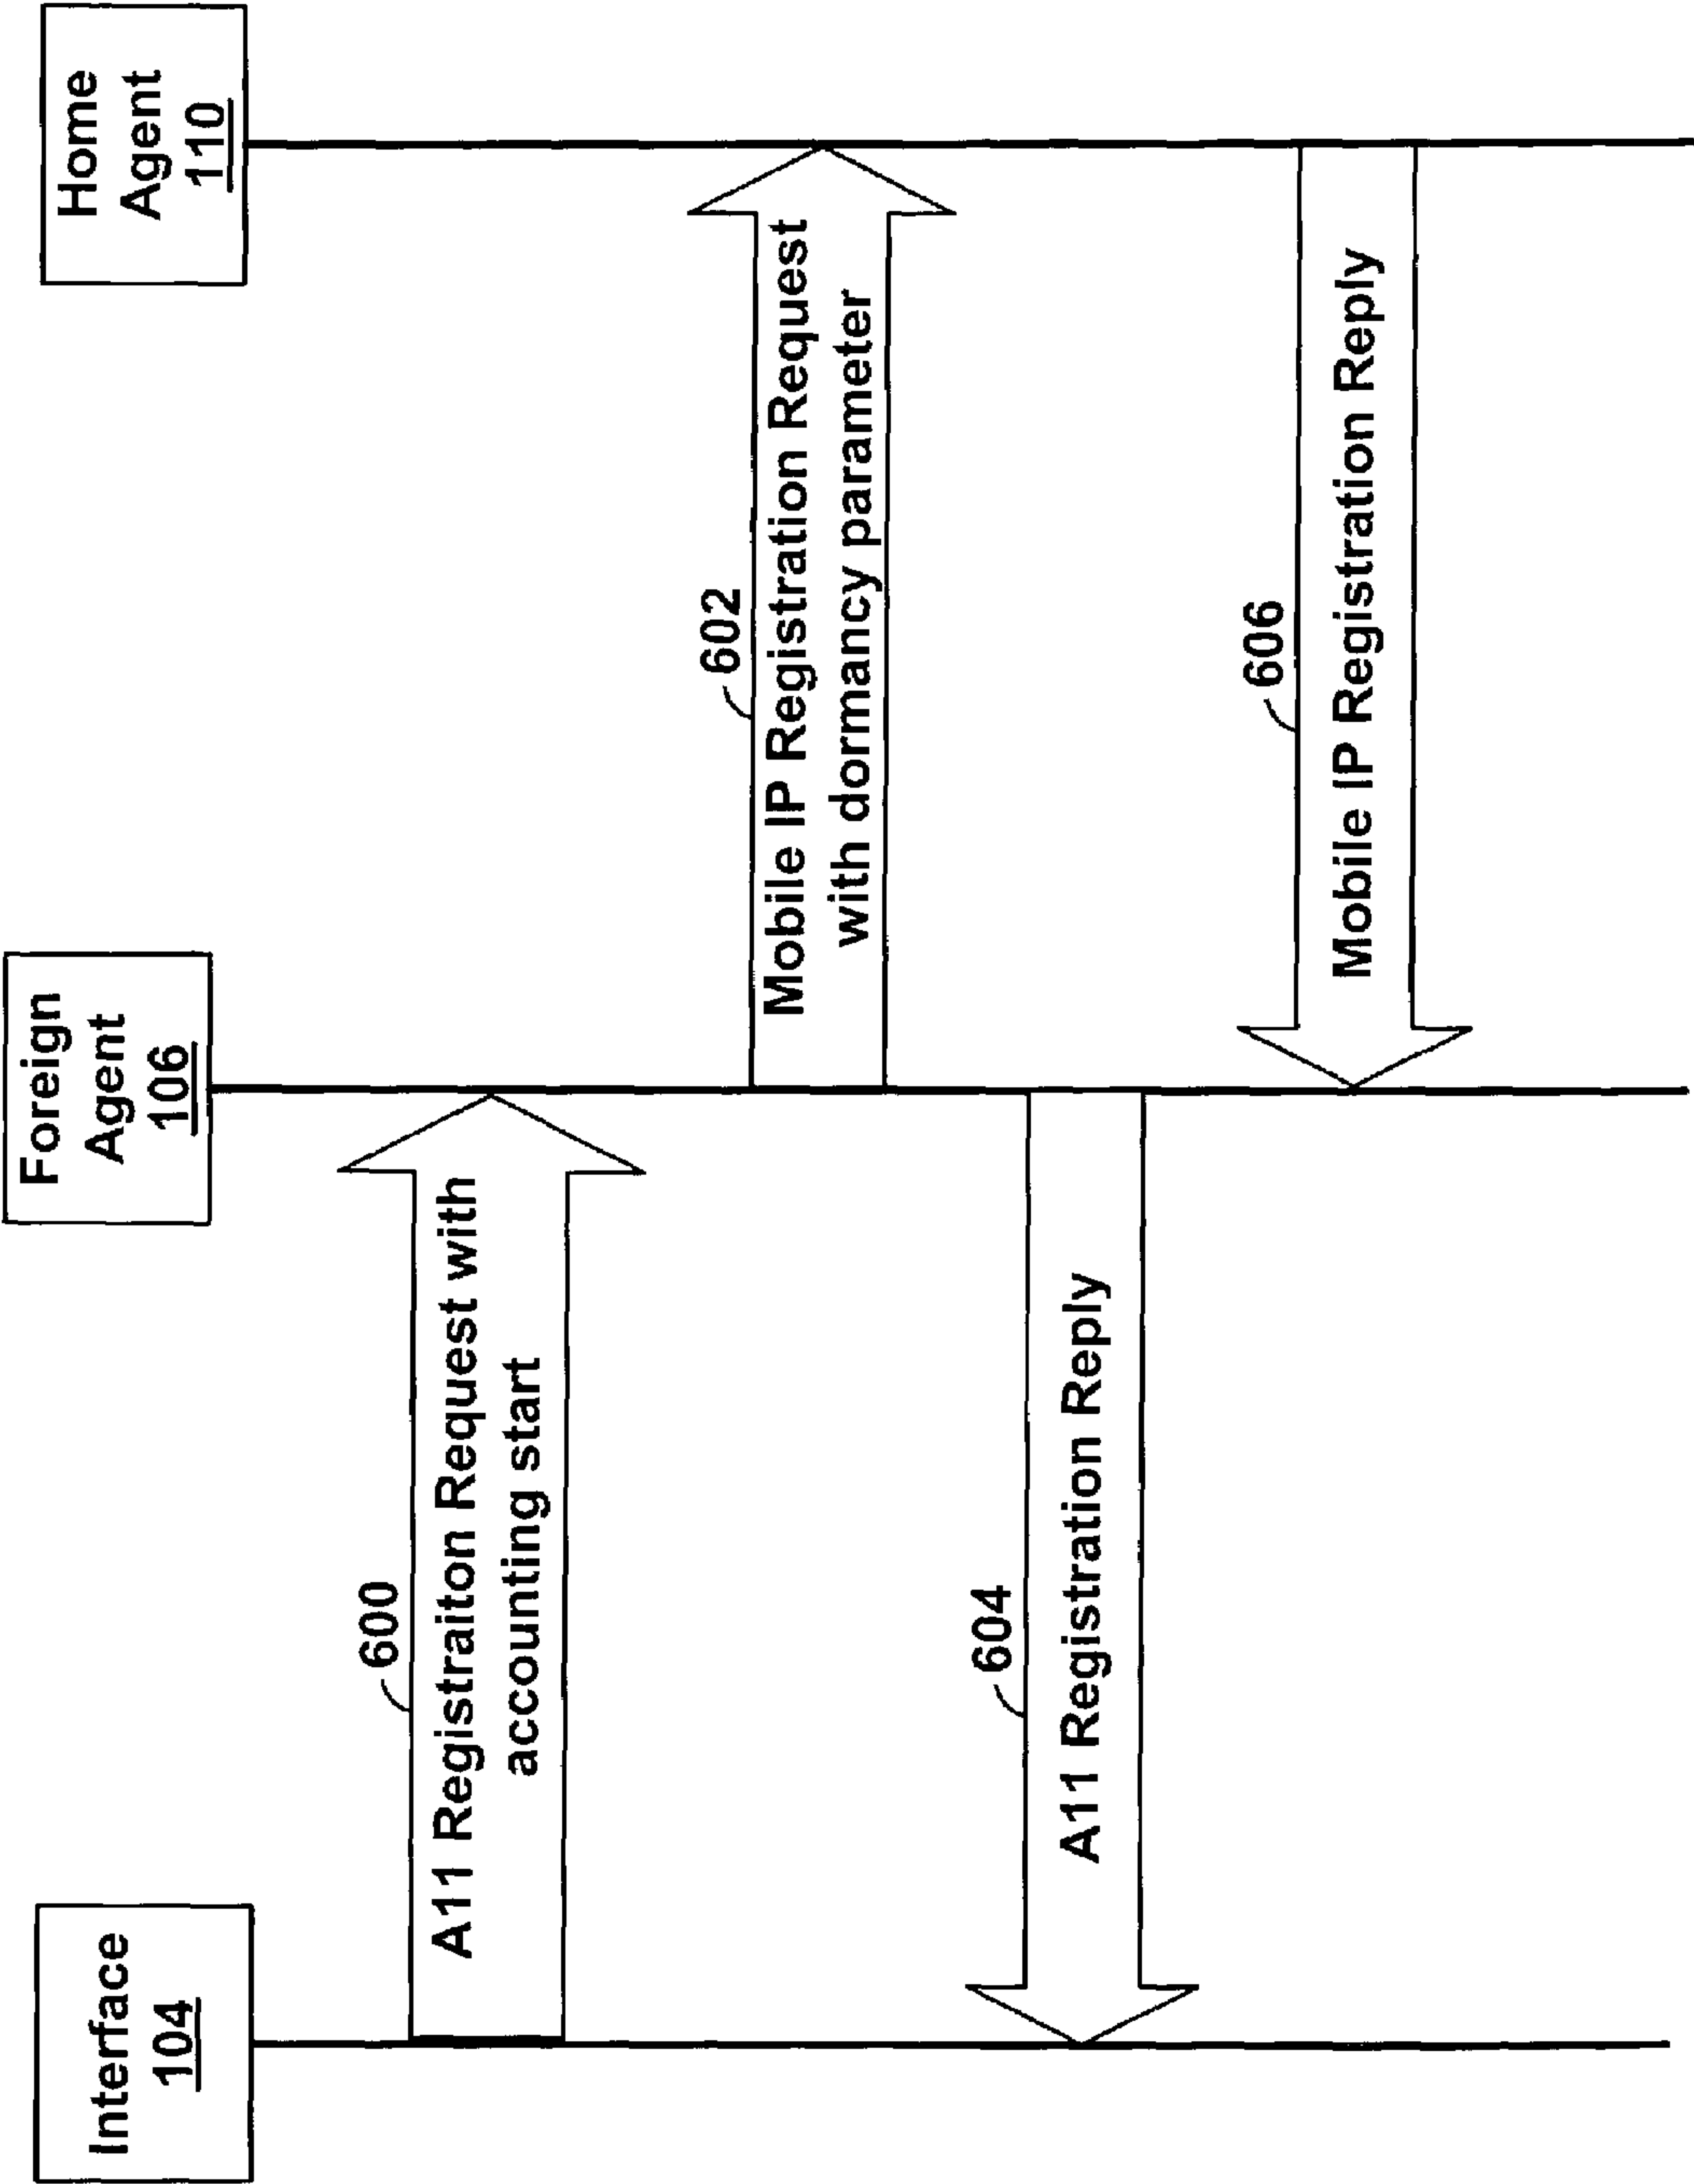 Interface
104
Foreign
Agent
106
Home
Agent
110
600
A11 Registraiton Request with
accounting start
602
Mobile IP Registration Request
with dormancy parameter
604
A11 Registration Reply
606
Mobile IP Registration Reply